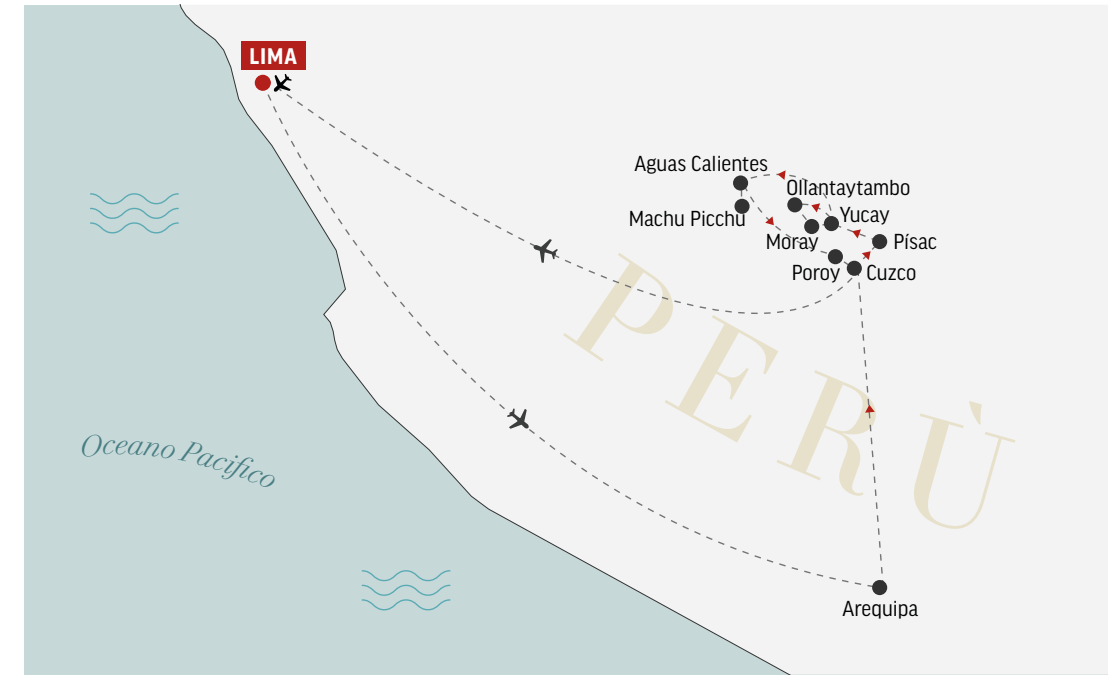 LIMA
Aguas Calientes
Ollantaytambo
Machu Picchu
Yucay
Moray
Písac
Poroy
Cuzco
PERÙ
Oceano Pacifico
Arequipa